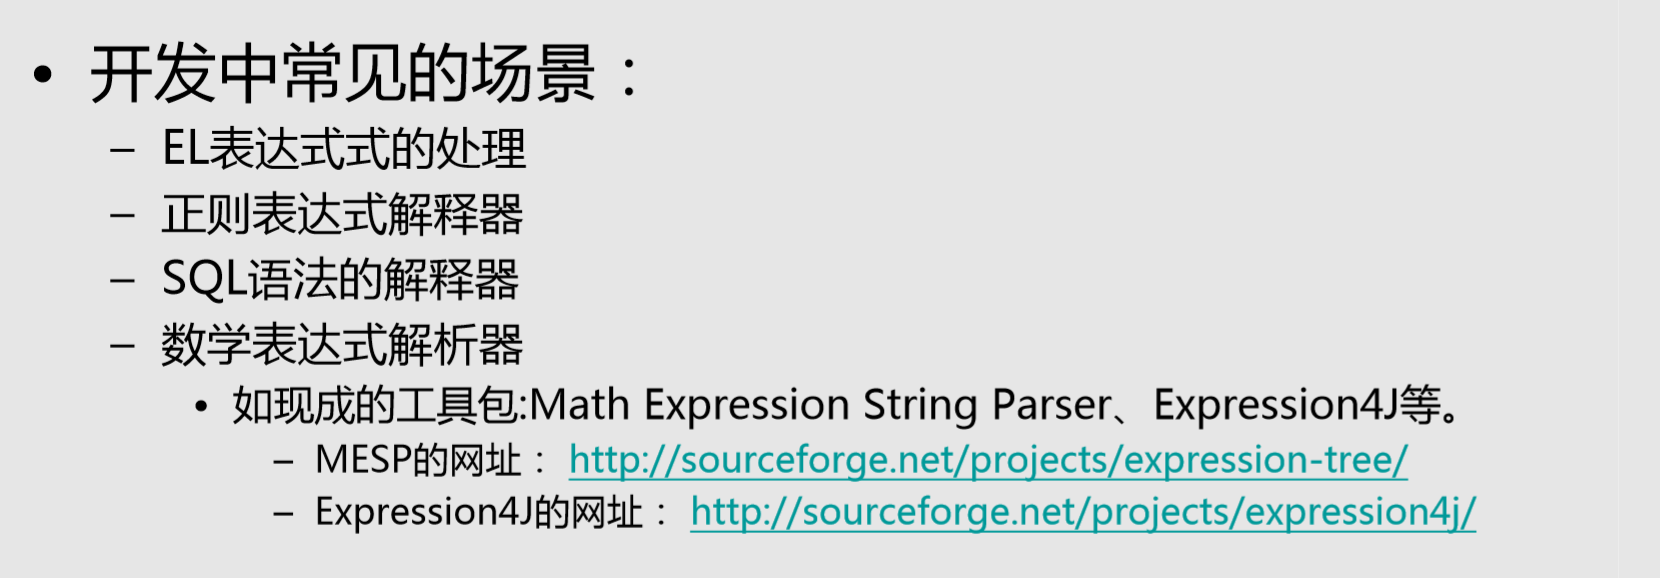 • 开发中常见的场景：
– EL表达式式的处理
– 正则表达式解释器
– SQL语法的解释器
– 数学表达式解析器
• 如现成的工具包:Math Expression String Parser、Expression4J等。
– MESP的网址： http://sourceforge.net/projects/expression-tree/
– Expression4J的网址： http://sourceforge.net/projects/expression4j/